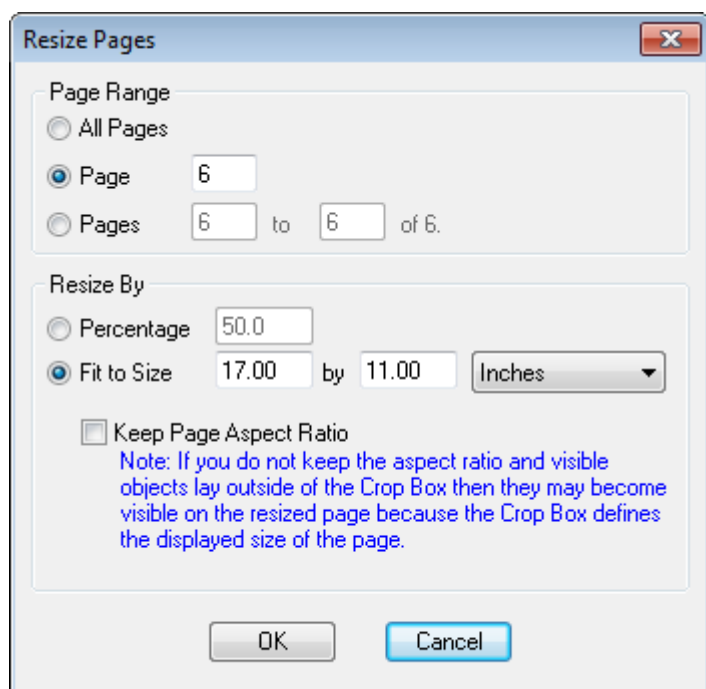 Resize Pages
Page Range
All Pages
Page 6
Pages 6 to 6 of 6.
Resize By
Percentage 50.0
Fit to Size 17.00 by 11.00 Inches
Keep Page Aspect Ratio
Note: If you do not keep the aspect ratio and visible
objects lay outside of the Crop Box then they may become
visible on the resized page because the Crop Box defines
the displayed size of the page.
OK Cancel